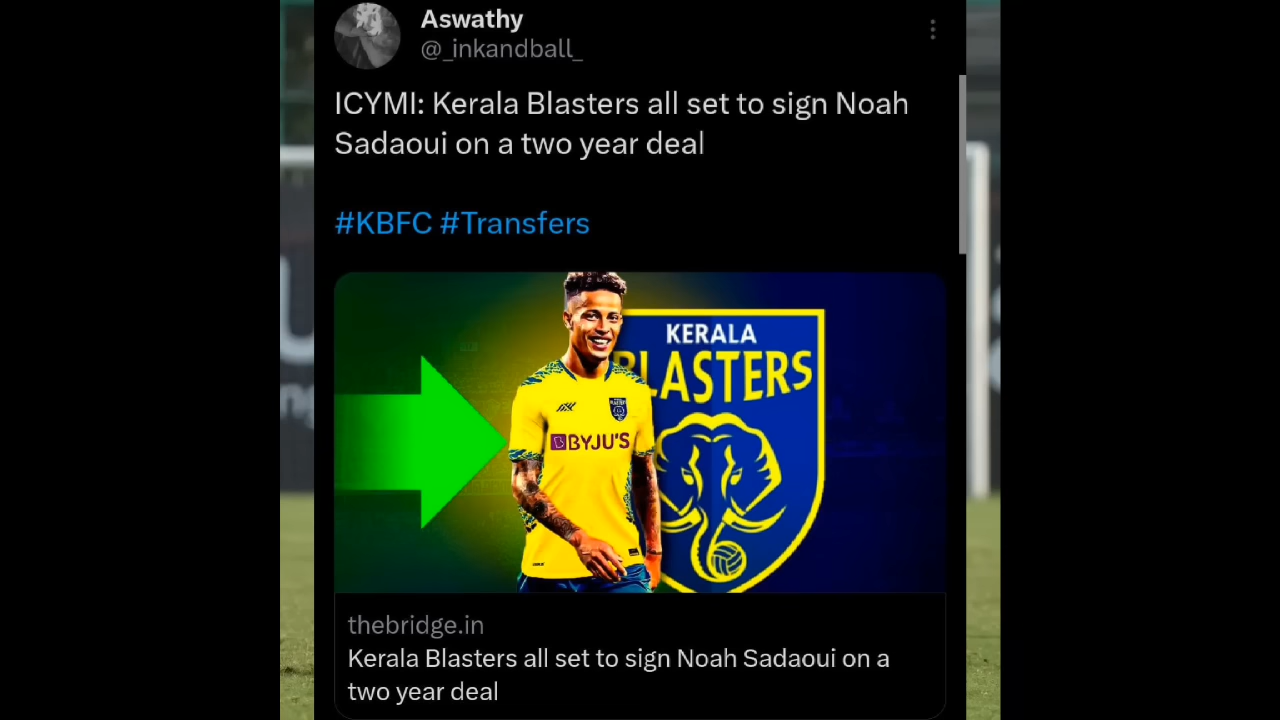 Aswathy
@_inkandball_
ICYMI: Kerala Blasters all set to sign Noah
Sadaoui on a two year deal
#KBFC #Transfers
KERALA
BLASTERS
BYJU'S
thebridge.in
Kerala Blasters all set to sign Noah Sadaoui on a
two year deal